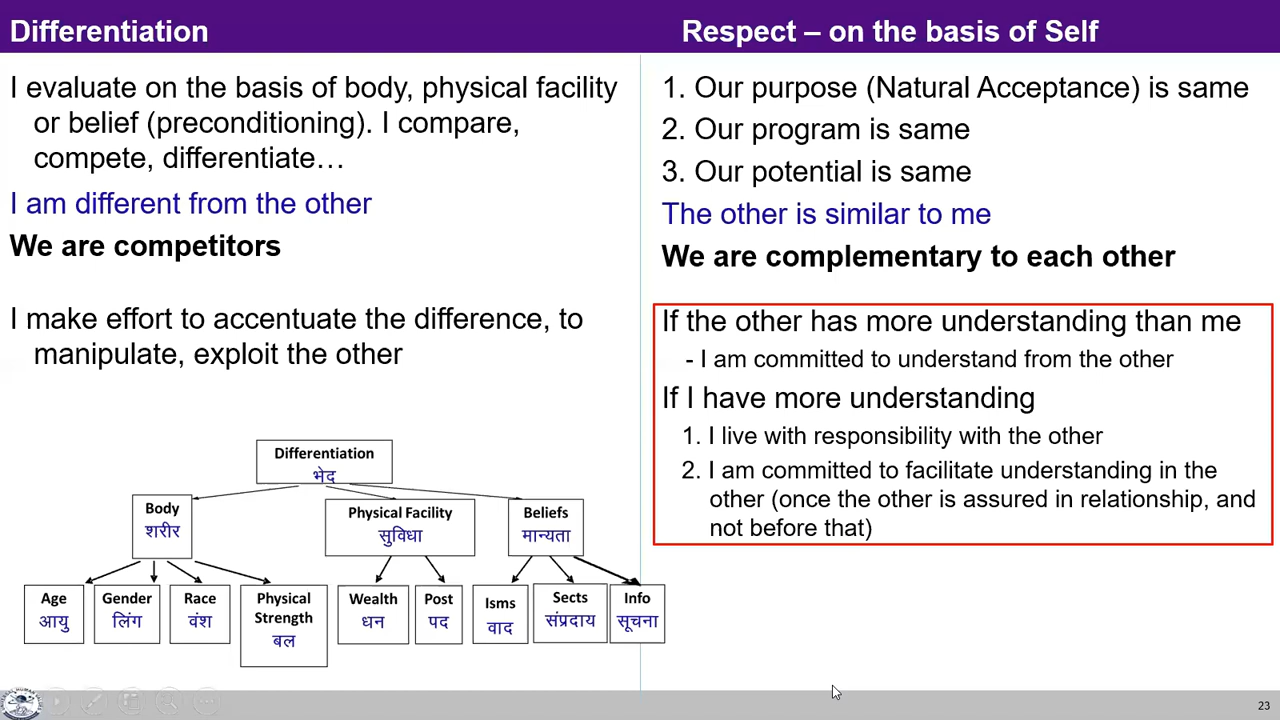 Differentiation
I evaluate on the basis of body, physical facility
or belief (preconditioning). I compare,
compete, differentiate…
I am different from the other
We are competitors
I make effort to accentuate the difference, to
manipulate, exploit the other
Differentiation
भेद
Body
शरीर
Physical Facility
सुविधा
Beliefs
मान्यता
Age
आयु
Gender
लिंग
Race
वंश
Physical
Strength
बल
Wealth
धन
Post
पद
Isms
वाद
Sects
संप्रदाय
Info
सूचना
Respect – on the basis of Self
1. Our purpose (Natural Acceptance) is same
2. Our program is same
3. Our potential is same
The other is similar to me
We are complementary to each other
If the other has more understanding than me
- I am committed to understand from the other
If I have more understanding
1. I live with responsibility with the other
2. I am committed to facilitate understanding in the
other (once the other is assured in relationship, and
not before that)
23